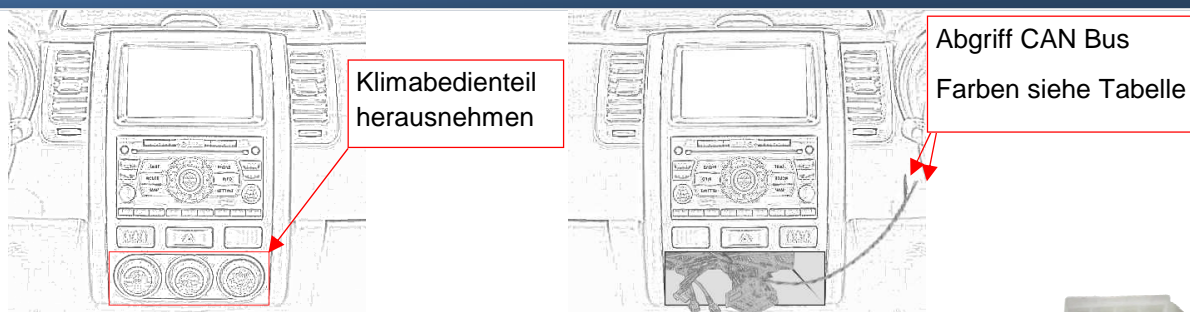 Klimabedienteil
herausnehmen
Abgriff CAN Bus
Farben siehe Tabelle